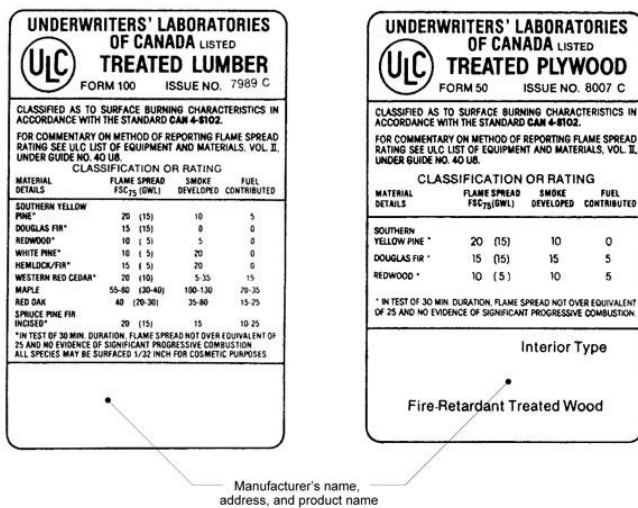 UNDERWRITERS' LABORATORIES
OF CANADA LISTED
ULC
TREATED LUMBER
FORM 100 ISSUE NO. 7989 C
CLASSIFIED AS TO SURFACE BURNING CHARACTERISTICS IN
ACCORDANCE WITH THE STANDARD CAN 4-S102.
FOR COMMENTARY ON METHOD OF REPORTING FLAME SPREAD
RATING SEE ULC LIST OF EQUIPMENT AND MATERIALS, VOL. II,
UNDER GUIDE NO. 40 U8.
CLASSIFICATION OR RATING
MATERIAL FLAME SPREAD SMOKE FUEL
DETAILS FSC75 (GWL) DEVELOPED CONTRIBUTED
SOUTHERN YELLOW
PINE* 20 (15) 10 5
DOUGLAS FIR* 15 (15) 0 0
REDWOOD* 10 (5) 5 0
WHITE PINE* 10 (5) 20 0
HEMLOCK/FIR* 15 (5) 20 0
WESTERN RED CEDAR* 20 (10) 5-35 15
MAPLE 55-80 (30-40) 100-130 70-35
RED OAK 40 (20-30) 35-80 15-25
SPRUCE PINE FIR
INCISED* 20 (15) 15 10-25
*IN TEST OF 30 MIN. DURATION, FLAME SPREAD NOT OVER EQUIVALENT OF
25 AND NO EVIDENCE OF SIGNIFICANT PROGRESSIVE COMBUSTION.
ALL SPECIES MAY BE SURFACED 1/32 INCH FOR COSMETIC PURPOSES.
UNDERWRITERS' LABORATORIES
OF CANADA LISTED
ULC
TREATED PLYWOOD
FORM 50 ISSUE NO. 8007 C
CLASSIFIED AS TO SURFACE BURNING CHARACTERISTICS IN
ACCORDANCE WITH THE STANDARD CAN 4-S102.
FOR COMMENTARY ON METHOD OF REPORTING FLAME SPREAD
RATING SEE ULC LIST OF EQUIPMENT AND MATERIALS, VOL. II,
UNDER GUIDE NO. 40 U8.
CLASSIFICATION OR RATING
MATERIAL FLAME SPREAD SMOKE FUEL
DETAILS FSC75 (GWL) DEVELOPED CONTRIBUTED
SOUTHERN
YELLOW PINE * 20 (15) 10 0
DOUGLAS FIR * 15 (15) 15 5
REDWOOD * 10 (5) 10 5
* IN TEST OF 30 MIN. DURATION, FLAME SPREAD NOT OVER EQUIVALENT
OF 25 AND NO EVIDENCE OF SIGNIFICANT PROGRESSIVE COMBUSTION.
Interior Type
Fire-Retardant Treated Wood
Manufacturer's name,
address, and product name